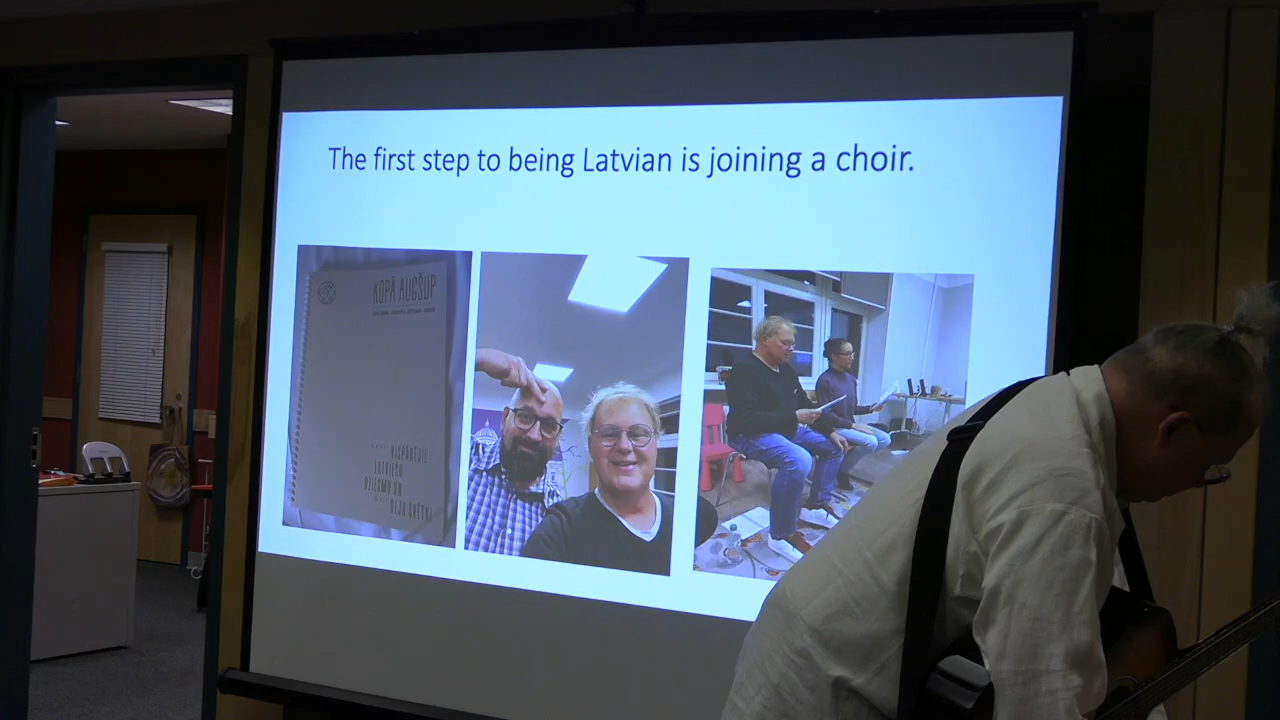 The first step to being Latvian is joining a choir.
KOPĀ AUGŠUP
VISPĀRĒJIE
LATVIEŠU
DZIESMU UN
DEJU SVĒTKI